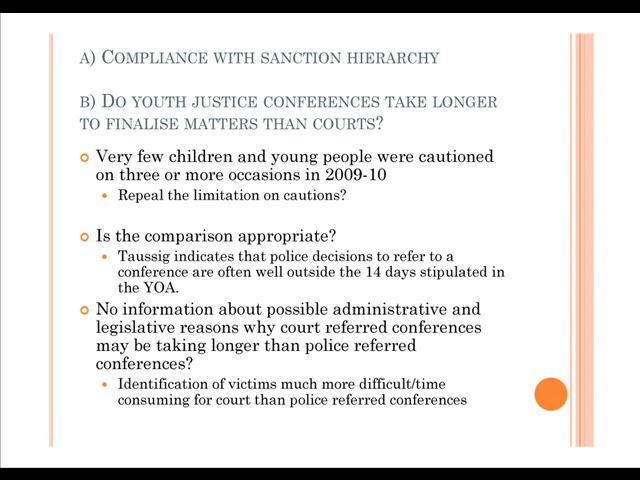 A) COMPLIANCE WITH SANCTION HIERARCHY
B) DO YOUTH JUSTICE CONFERENCES TAKE LONGER
TO FINALISE MATTERS THAN COURTS?
Very few children and young people were cautioned
on three or more occasions in 2009-10
Repeal the limitation on cautions?
Is the comparison appropriate?
Taussig indicates that police decisions to refer to a
conference are often well outside the 14 days stipulated in
the YOA.
No information about possible administrative and
legislative reasons why court referred conferences
may be taking longer than police referred
conferences?
Identification of victims much more difficult/time
consuming for court than police referred conferences